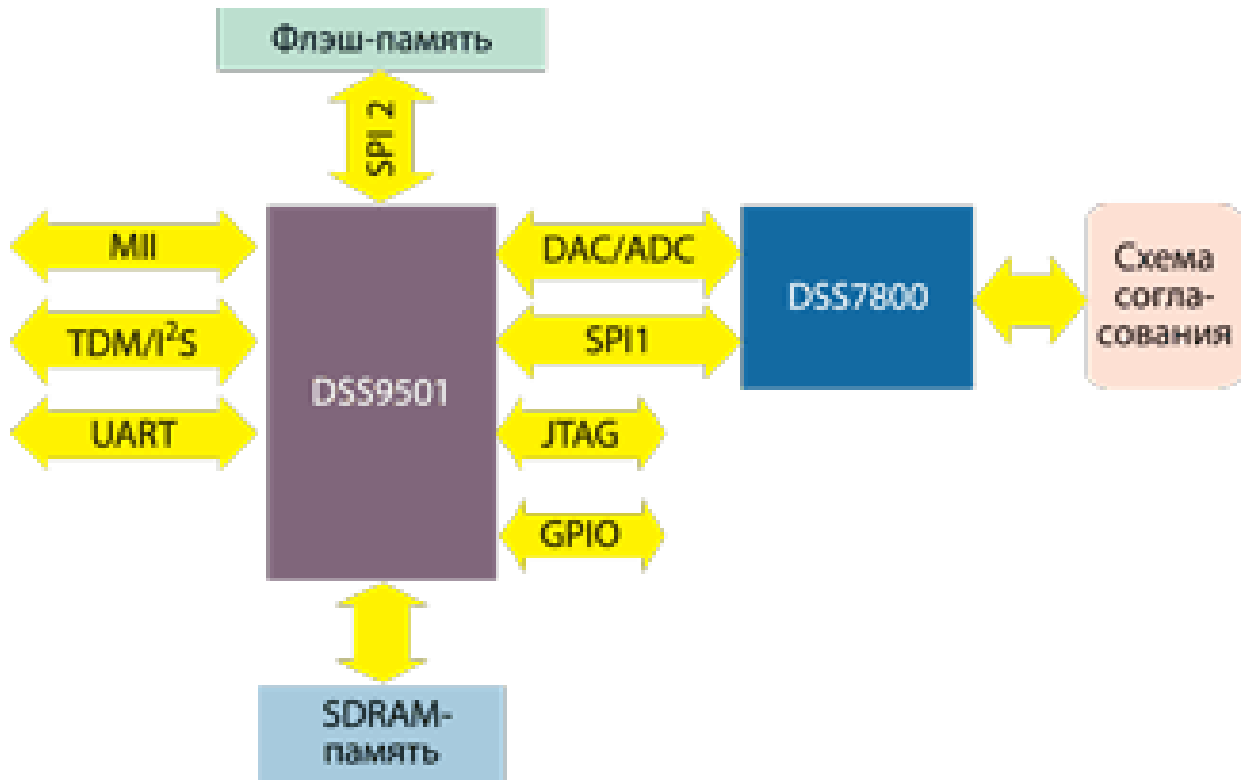 Флэш-память
SPI 2
MII
DAC/ADC
DSS7800
Схема
согла-
сования
TDM/I²S
SPI1
DSS9501
UART
JTAG
GPIO
SDRAM-
память